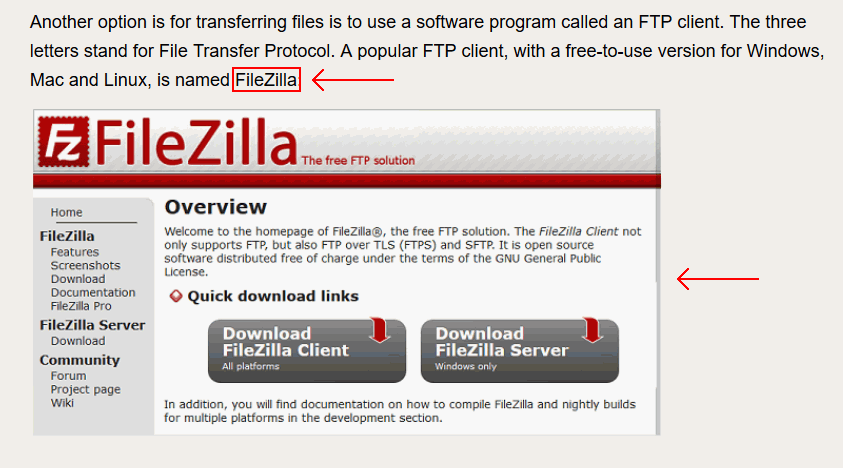 Another option is for transferring files is to use a software program called an FTP client. The three
letters stand for File Transfer Protocol. A popular FTP client, with a free-to-use version for Windows,
Mac and Linux, is named FileZilla.
Fz FileZilla The free FTP solution
Home
FileZilla
Features
Screenshots
Download
Documentation
FileZilla Pro
FileZilla Server
Download
Community
Forum
Project page
Wiki
Overview
Welcome to the homepage of FileZilla®, the free FTP solution. The FileZilla Client not
only supports FTP, but also FTP over TLS (FTPS) and SFTP. It is open source
software distributed free of charge under the terms of the GNU General Public
License.
Quick download links
Download
FileZilla Client
All platforms
Download
FileZilla Server
Windows only
In addition, you will find documentation on how to compile FileZilla and nightly builds
for multiple platforms in the development section.